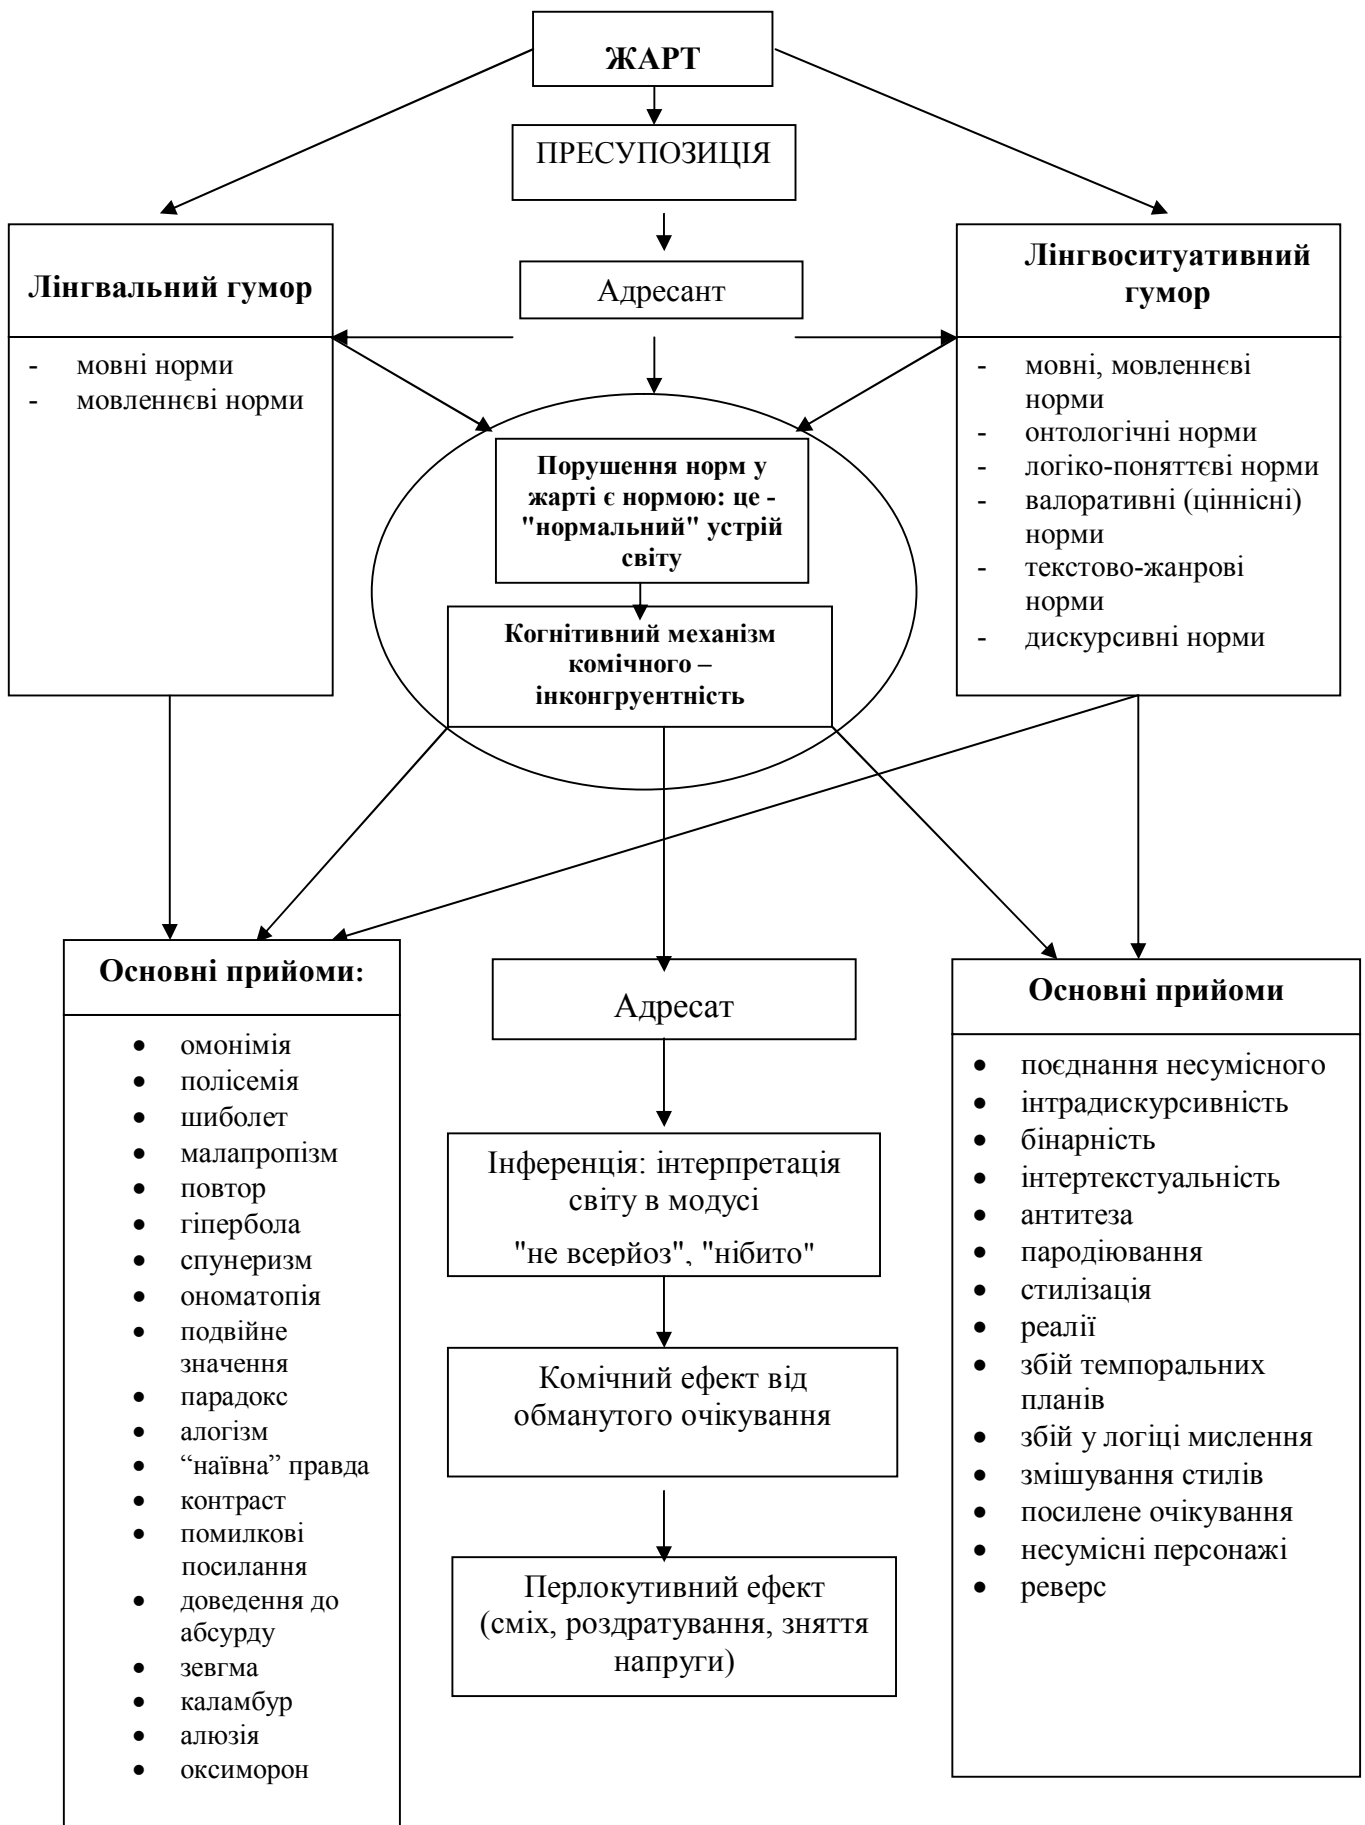 ЖАРТ
ПРЕСУПОЗИЦІЯ
Адресант
Лінгвальний гумор
- мовні норми
- мовленнєві норми
Лінгвоситуативний
гумор
- мовні, мовленнєві
норми
- онтологічні норми
- логіко-поняттєві норми
- валоративні (ціннісні)
норми
- текстово-жанрові
норми
- дискурсивні норми
Порушення норм у
жарті є нормою: це -
"нормальний" устрій
світу
Когнітивний механізм
комічного –
інконгруентність
Основні прийоми:
• омонімія
• полісемія
• шиболет
• малапропізм
• повтор
• гіпербола
• спунеризм
• ономатопія
• подвійне
значення
• парадокс
• алогізм
• “наївна” правда
• контраст
• помилкові
посилання
• доведення до
абсурду
• зевгма
• каламбур
• алюзія
• оксиморон
Адресат
Інференція: інтерпретація
світу в модусі
"не всерйоз", "нібито"
Комічний ефект від
обманутого очікування
Перлокутивний ефект
(сміх, роздратування, зняття
напруги)
Основні прийоми
• поєднання несумісного
• інтрадискурсивність
• бінарність
• інтертекстуальність
• антитеза
• пародіювання
• стилізація
• реалії
• збій темпоральних
планів
• збій у логіці мислення
• змішування стилів
• посилене очікування
• несумісні персонажі
• реверс